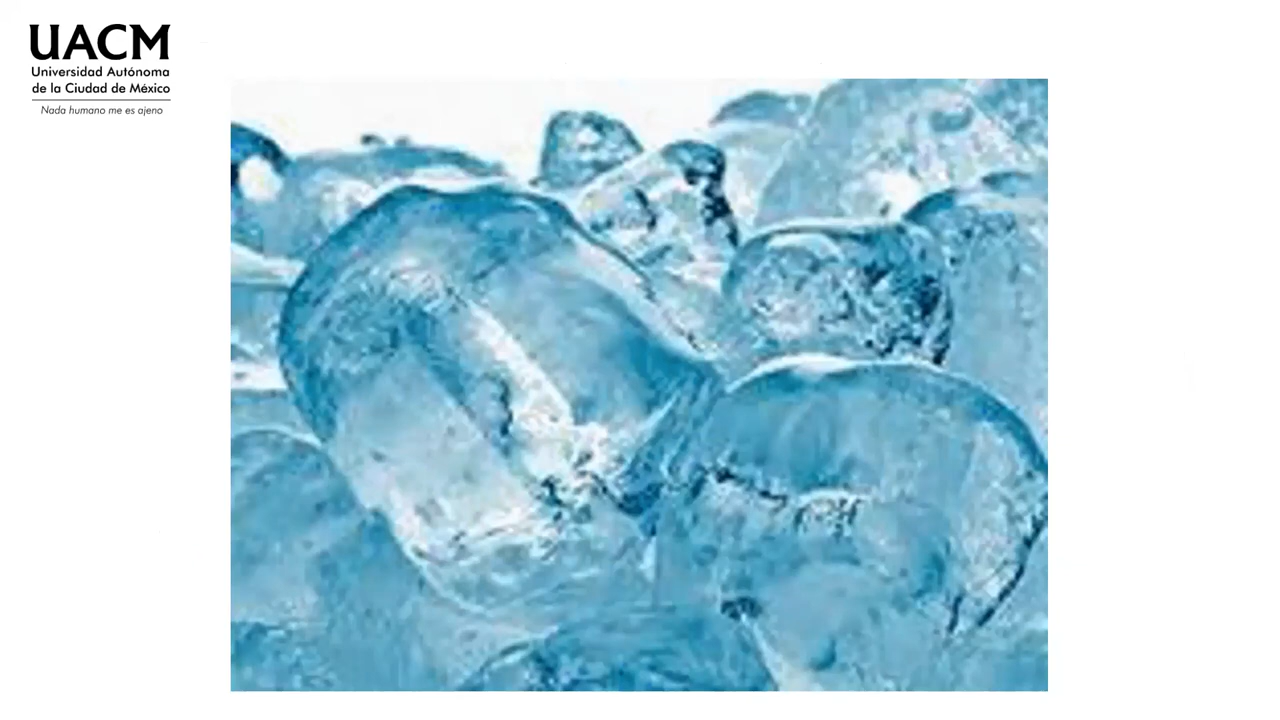 UACM
Universidad Autónoma
de la Ciudad de México
Nada humano me es ajeno